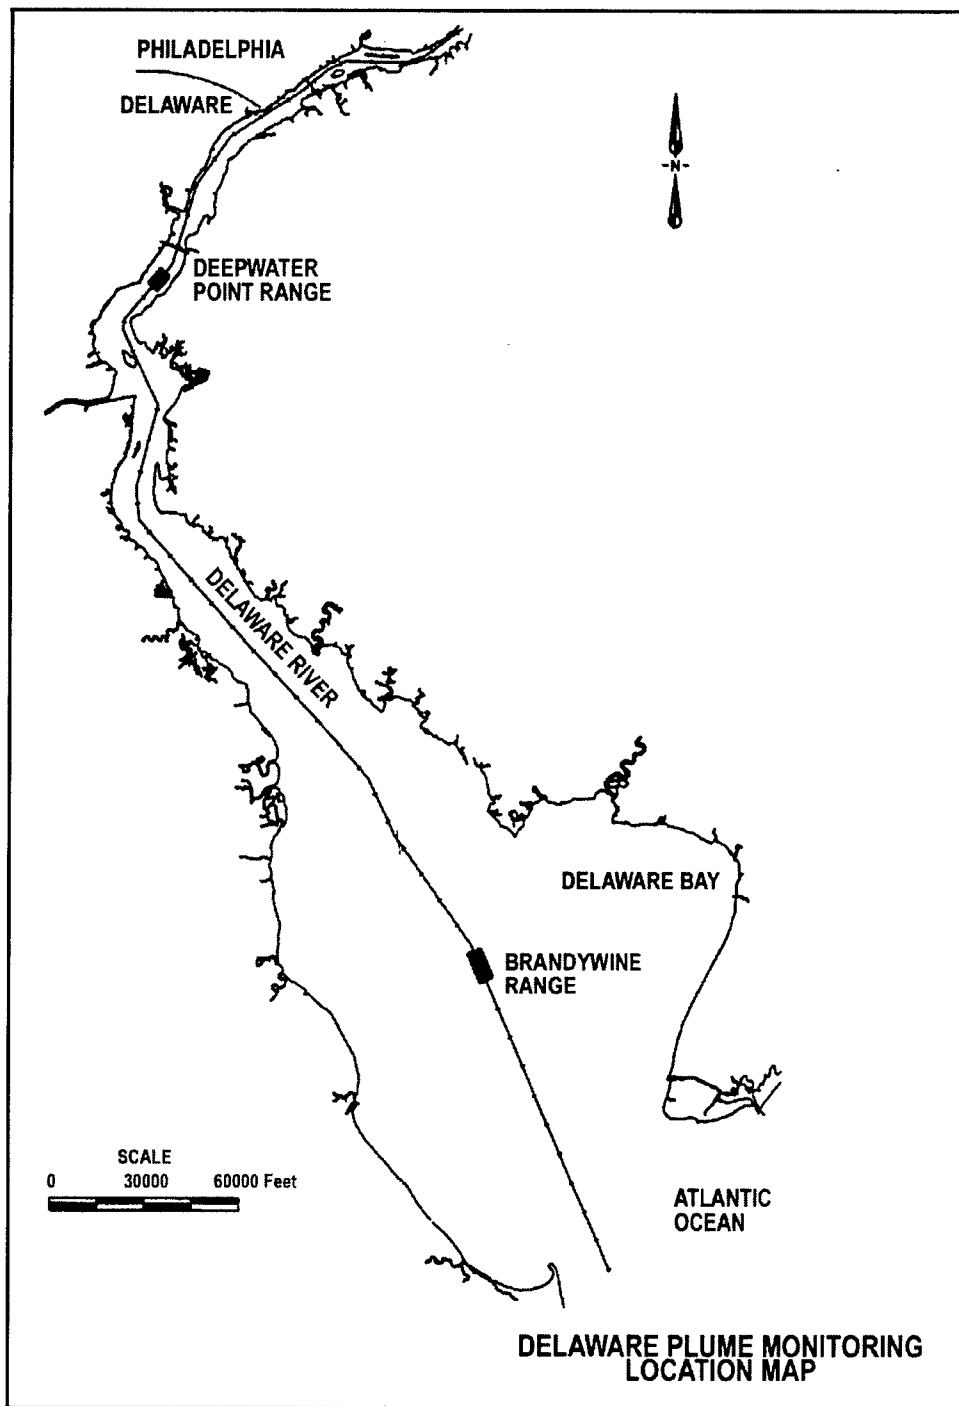 PHILADELPHIA
DELAWARE
-N-
DEEPWATER
POINT RANGE
DELAWARE RIVER
DELAWARE BAY
BRANDYWINE
RANGE
SCALE
0 30000 60000 Feet
ATLANTIC
OCEAN
DELAWARE PLUME MONITORING
LOCATION MAP